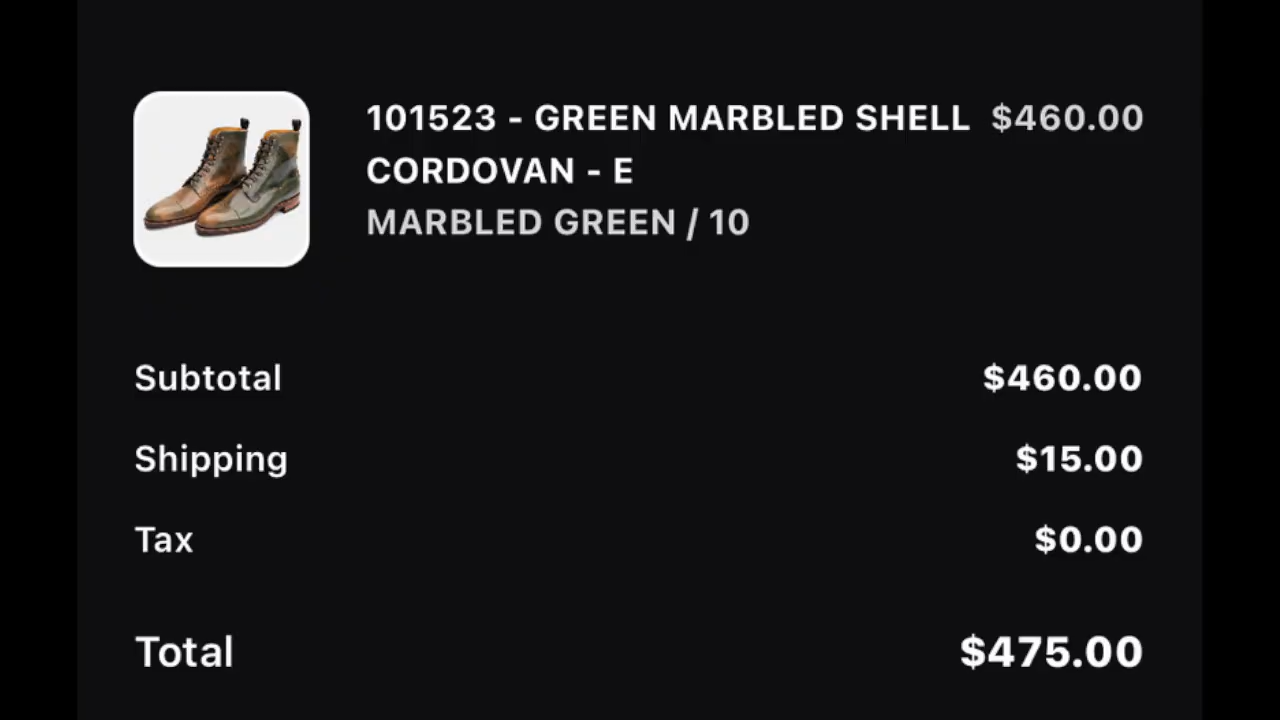 101523 - GREEN MARBLED SHELL $460.00
CORDOVAN - E
MARBLED GREEN / 10
Subtotal $460.00
Shipping $15.00
Tax $0.00
Total $475.00